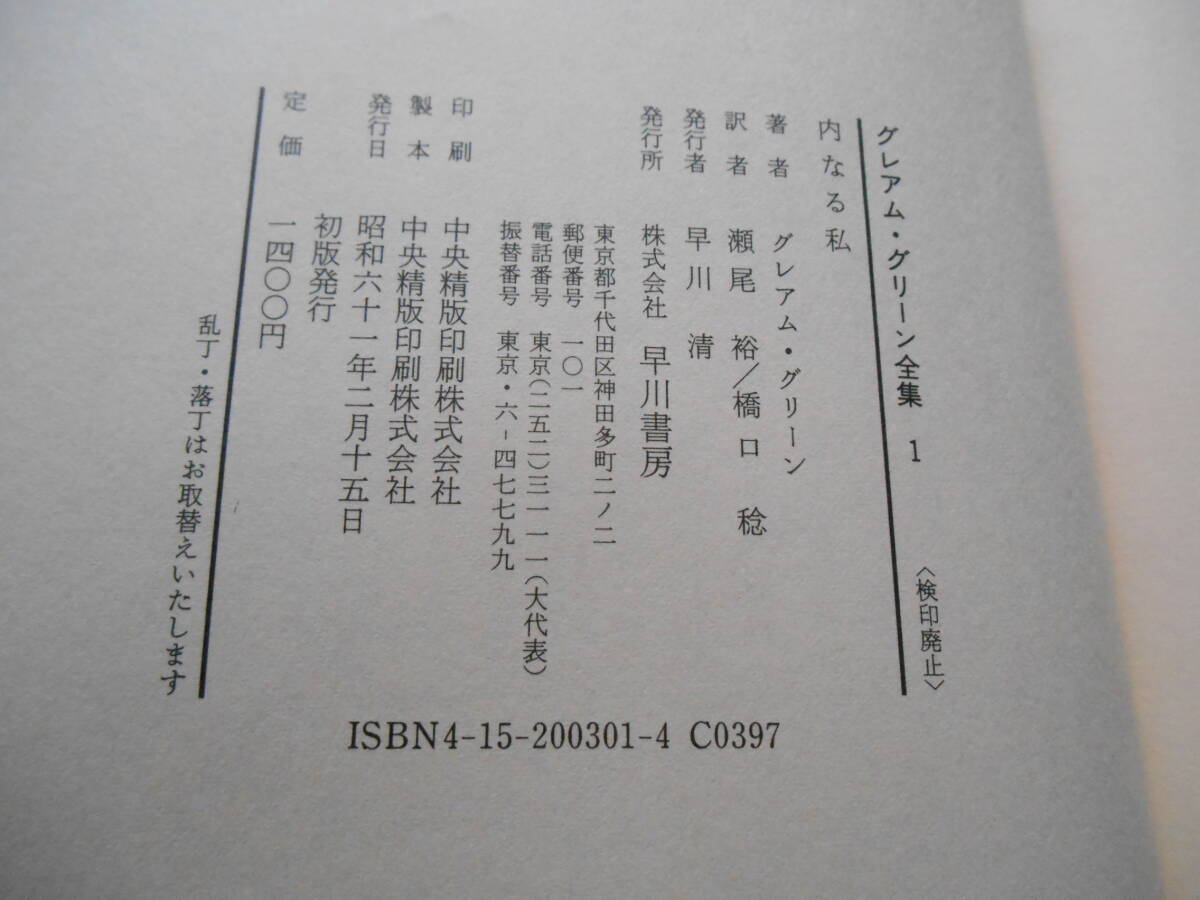 グレアム・グリーン全集 1
〈検印廃止〉
内なる私
著者 グレアム・グリーン
訳者 瀬尾 裕/橋口 稔
発行者 早川 清
発行所 株式会社 早川書房
東京都千代田区神田多町二ノ二
郵便番号 一〇一
電話番号 東京(二五二)三一一一(大代表)
振替番号 東京・六-四七七九九
印刷 中央精版印刷株式会社
製本 中央精版印刷株式会社
発行日 昭和六十一年二月十五日
初版発行
定価 一四〇〇円
乱丁・落丁はお取替えいたします
ISBN4-15-200301-4 C0397